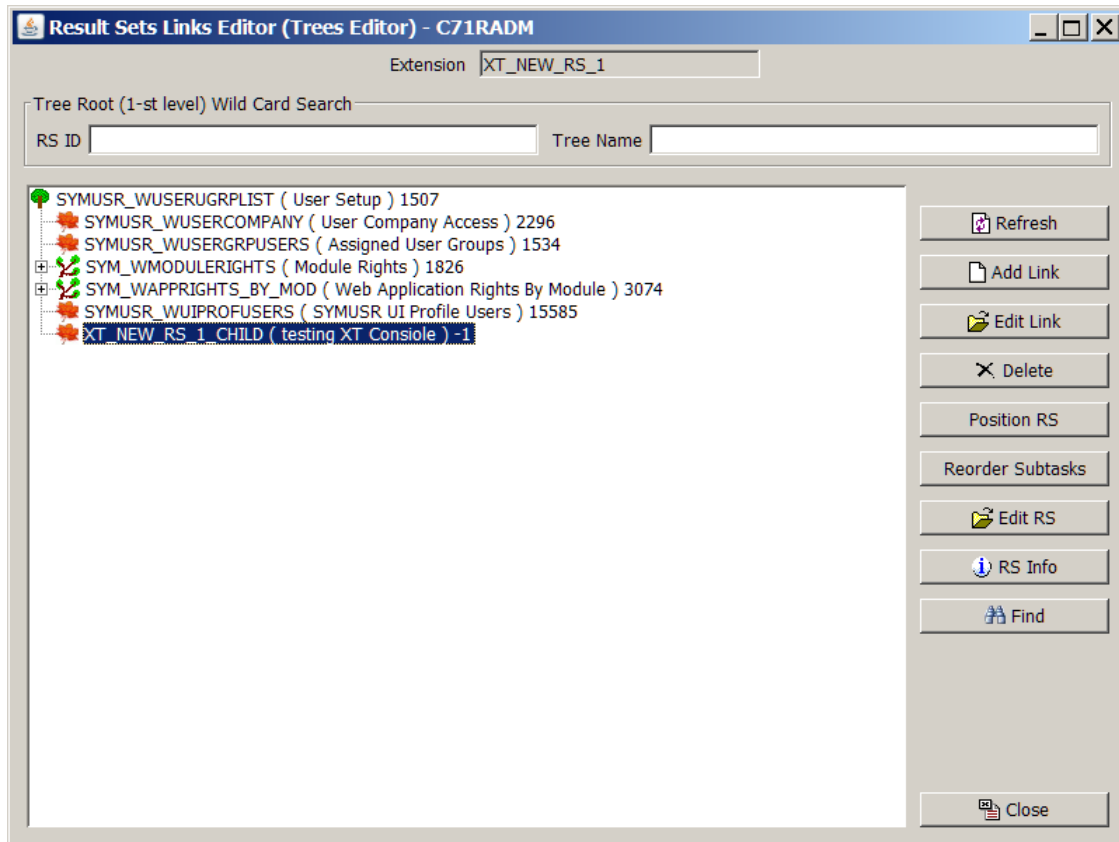 Result Sets Links Editor (Trees Editor) - C71RADM
Extension XT_NEW_RS_1
Tree Root (1-st level) Wild Card Search
RS ID Tree Name
SYMUSR_WUSERUGRPLIST ( User Setup ) 1507
SYMUSR_WUSERCOMPANY ( User Company Access ) 2296
SYMUSR_WUSERGRPUSERS ( Assigned User Groups ) 1534
SYM_WMODULERIGHTS ( Module Rights ) 1826
SYM_WAPPRIGHTS_BY_MOD ( Web Application Rights By Module ) 3074
SYMUSR_WUIPROFUSERS ( SYMUSR UI Profile Users ) 15585
XT_NEW_RS_1_CHILD ( testing XT Consiole ) -1
Refresh
Add Link
Edit Link
Delete
Position RS
Reorder Subtasks
Edit RS
RS Info
Find
Close